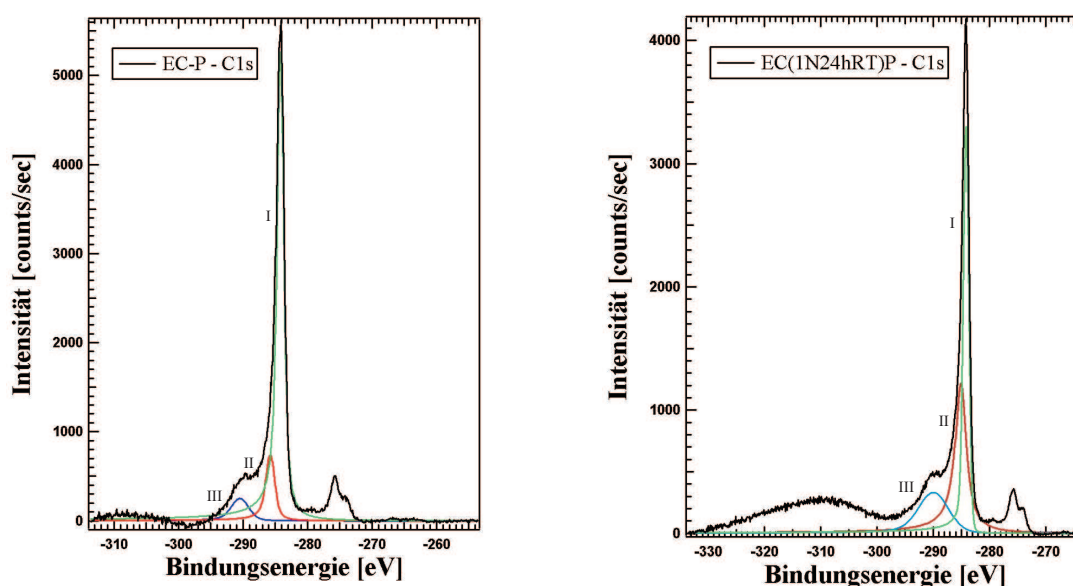 EC-P - C1s
5000
4000
3000
2000
1000
0
I
II
III
-310 -300 -290 -280 -270 -260
Intensität [counts/sec]
Bindungsenergie [eV]
EC(1N24hRT)P - C1s
4000
3000
2000
1000
0
I
II
III
-330 -320 -310 -300 -290 -280 -270
Intensität [counts/sec]
Bindungsenergie [eV]